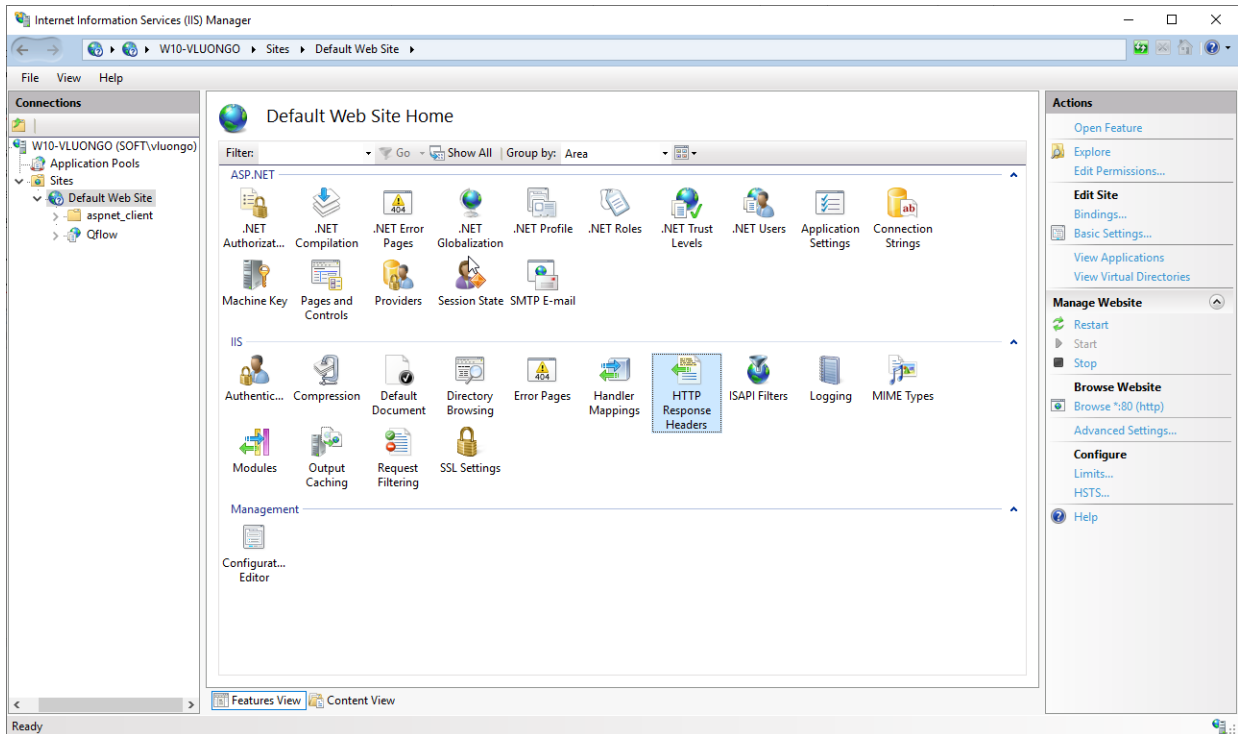 Internet Information Services (IIS) Manager
W10-VLUONGO Sites Default Web Site
File View Help
Connections
W10-VLUONGO (SOFT\vluongo)
Application Pools
Sites
Default Web Site
aspnet_client
Qflow
Default Web Site Home
Filter: Go Show All Group by: Area
ASP.NET
.NET Authorizat...
.NET Compilation
.NET Error Pages
.NET Globalization
.NET Profile
.NET Roles
.NET Trust Levels
.NET Users
Application Settings
Connection Strings
Machine Key
Pages and Controls
Providers
Session State
SMTP E-mail
IIS
Authentic...
Compression
Default Document
Directory Browsing
Error Pages
Handler Mappings
HTTP Response Headers
ISAPI Filters
Logging
MIME Types
Modules
Output Caching
Request Filtering
SSL Settings
Management
Configurat... Editor
Features View Content View
Actions
Open Feature
Explore
Edit Permissions...
Edit Site
Bindings...
Basic Settings...
View Applications
View Virtual Directories
Manage Website
Restart
Start
Stop
Browse Website
Browse *:80 (http)
Advanced Settings...
Configure
Limits...
HSTS...
Help
Ready